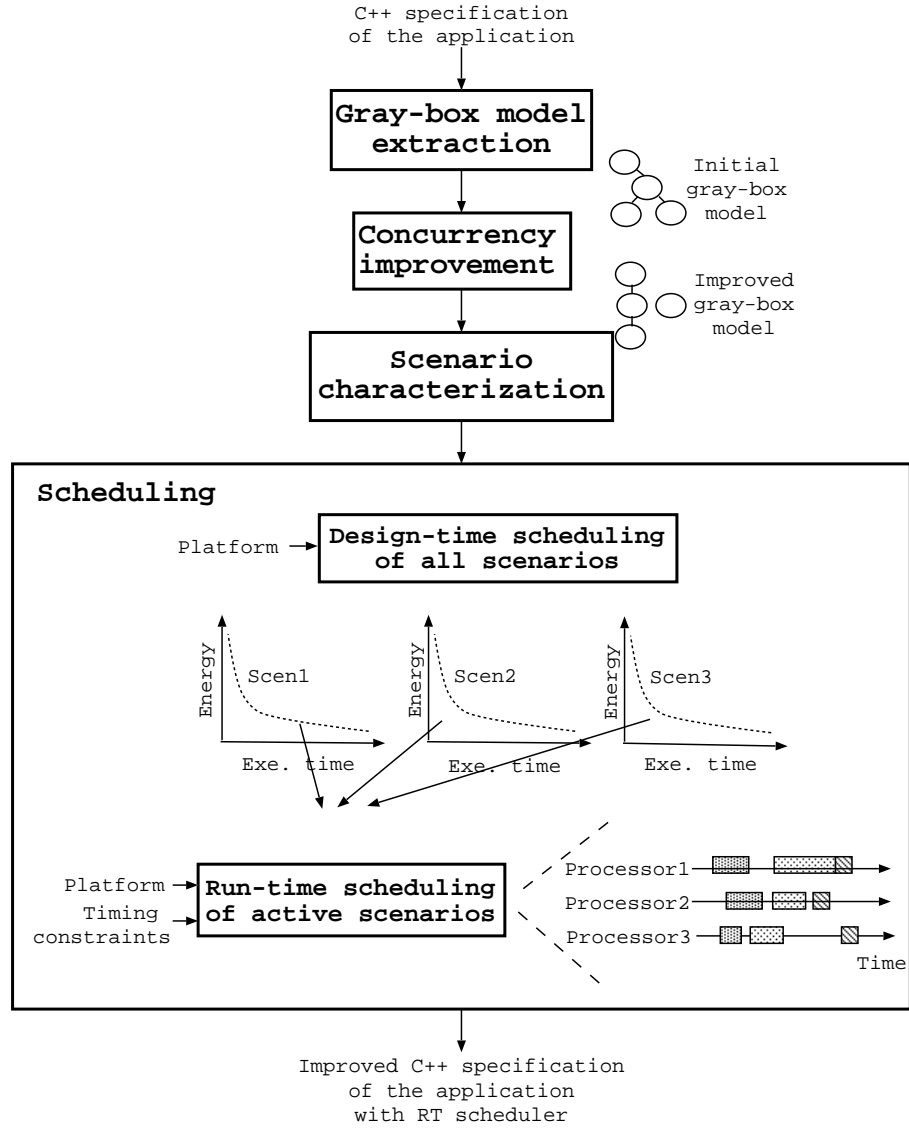 C++ specification
of the application
Gray-box model
extraction
Initial
gray-box
model
Concurrency
improvement
Improved
gray-box
model
Scenario
characterization
Scheduling
Platform
Design-time scheduling
of all scenarios
Energy
Scen1
Exe. time
Energy
Scen2
Exe. time
Energy
Scen3
Exe. time
Platform
Timing
constraints
Run-time scheduling
of active scenarios
Processor1
Processor2
Processor3
Time
Improved C++ specification
of the application
with RT scheduler